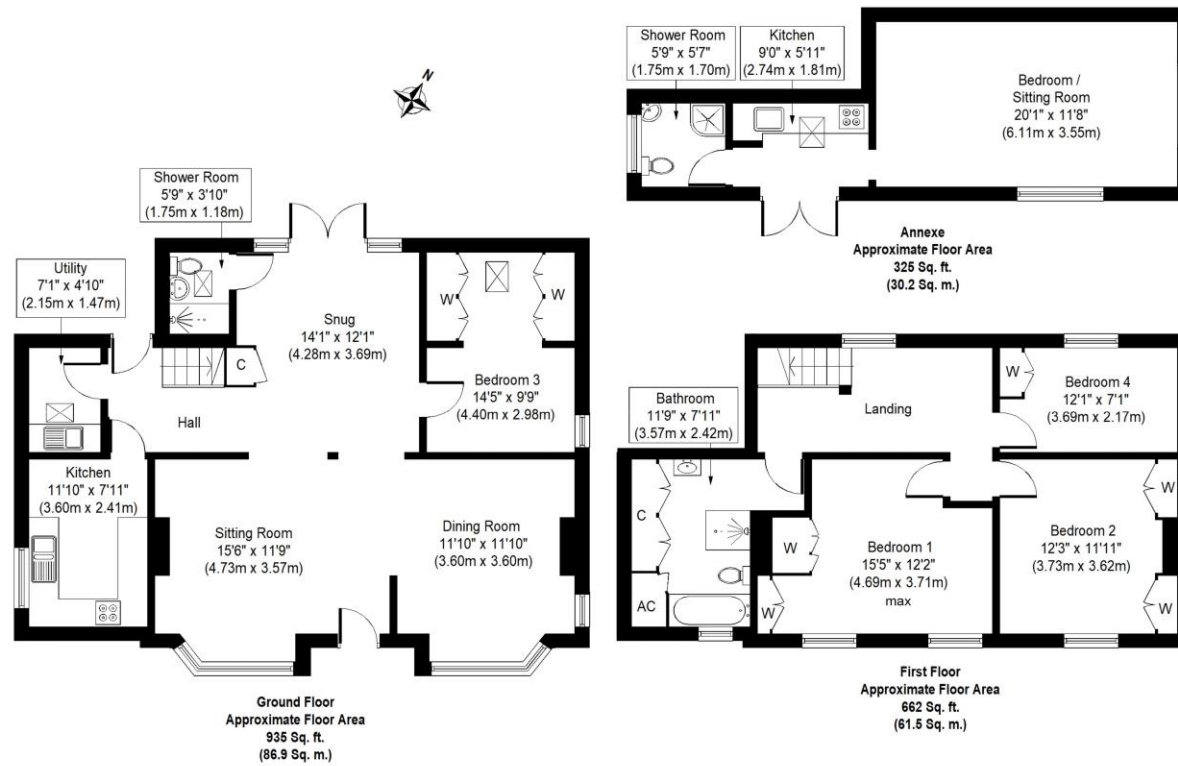 N
Shower Room
5'9" x 3'10"
(1.75m x 1.18m)
Utility
7'1" x 4'10"
(2.15m x 1.47m)
Snug
14'1" x 12'1"
(4.28m x 3.69m)
W
W
C
Bedroom 3
14'5" x 9'9"
(4.40m x 2.98m)
Hall
Kitchen
11'10" x 7'11"
(3.60m x 2.41m)
Sitting Room
15'6" x 11'9"
(4.73m x 3.57m)
Dining Room
11'10" x 11'10"
(3.60m x 3.60m)
Ground Floor
Approximate Floor Area
935 Sq. ft.
(86.9 Sq. m.)
Shower Room
5'9" x 5'7"
(1.75m x 1.70m)
Kitchen
9'0" x 5'11"
(2.74m x 1.81m)
Bedroom /
Sitting Room
20'1" x 11'8"
(6.11m x 3.55m)
Annexe
Approximate Floor Area
325 Sq. ft.
(30.2 Sq. m.)
Bathroom
11'9" x 7'11"
(3.57m x 2.42m)
Landing
W
Bedroom 4
12'1" x 7'1"
(3.69m x 2.17m)
C
AC
W
W
Bedroom 1
15'5" x 12'2"
(4.69m x 3.71m)
max
Bedroom 2
12'3" x 11'11"
(3.73m x 3.62m)
W
W
First Floor
Approximate Floor Area
662 Sq. ft.
(61.5 Sq. m.)